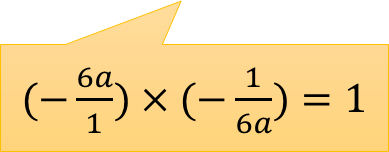 (−6a/1) × (−1/6a) = 1